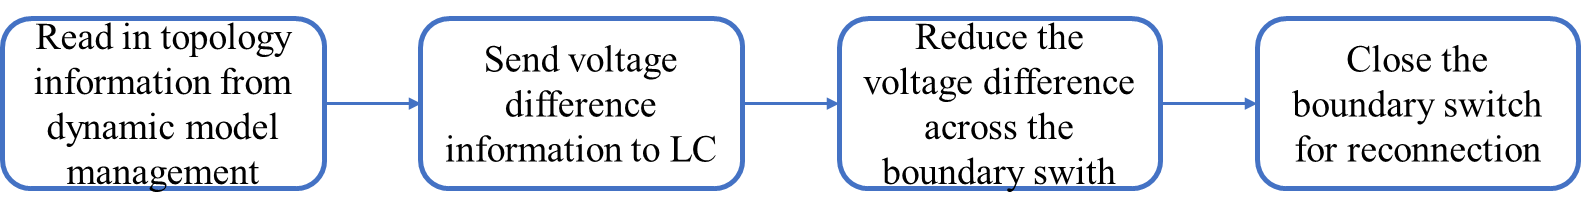 Read in topology
information from
dynamic model
management
Send voltage
difference
information to LC
Reduce the
voltage difference
across the
boundary swith
Close the
boundary switch
for reconnection